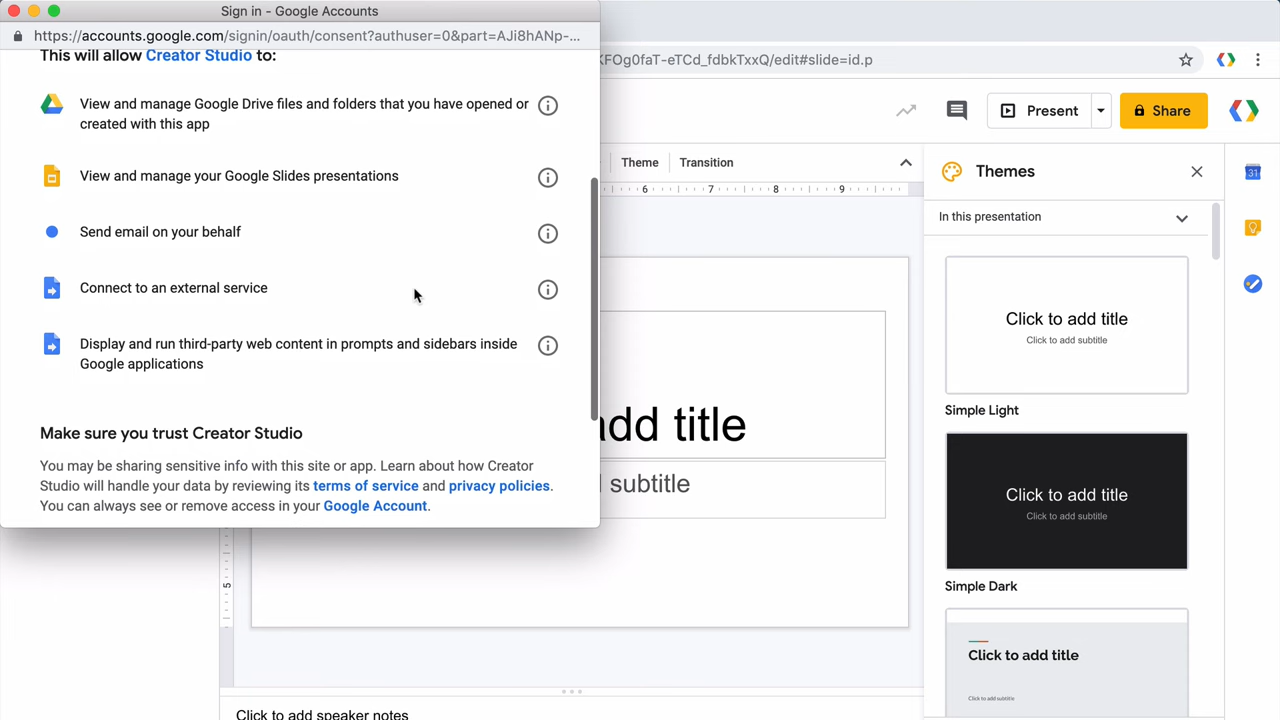 Sign in - Google Accounts
https://accounts.google.com/signin/oauth/consent?authuser=0&part=AJi8hANp-...
This will allow Creator Studio to:
View and manage Google Drive files and folders that you have opened or
created with this app
View and manage your Google Slides presentations
Send email on your behalf
Connect to an external service
Display and run third-party web content in prompts and sidebars inside
Google applications
Make sure you trust Creator Studio
You may be sharing sensitive info with this site or app. Learn about how Creator
Studio will handle your data by reviewing its terms of service and privacy policies.
You can always see or remove access in your Google Account.
KFOg0faT-eTCd_fdbkTxxQ/edit#slide=id.p
Present
Share
Theme
Transition
6 7 8 9
add title
subtitle
5
Click to add speaker notes
Themes
In this presentation
Click to add title
Click to add subtitle
Simple Light
Click to add title
Click to add subtitle
Simple Dark
Click to add title
Click to add subtitle
31